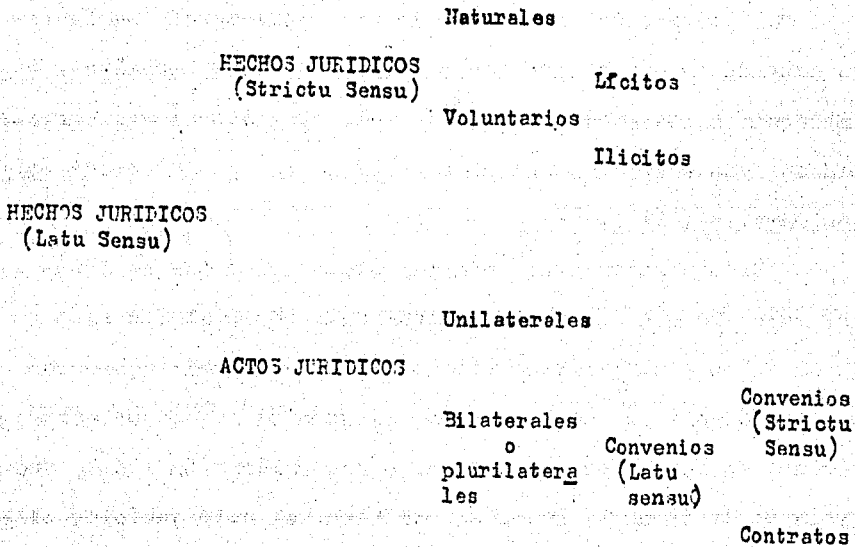 Naturales
HECHOS JURIDICOS
(Strictu Sensu)
Lícitos
Voluntarios
Ilicitos
HECHOS JURIDICOS
(Latu Sensu)
Unilaterales
ACTOS JURIDICOS
Convenios
(Strictu
Sensu)
Bilaterales
o
plurilatera
les
Convenios
(Latu
sensu)
Contratos